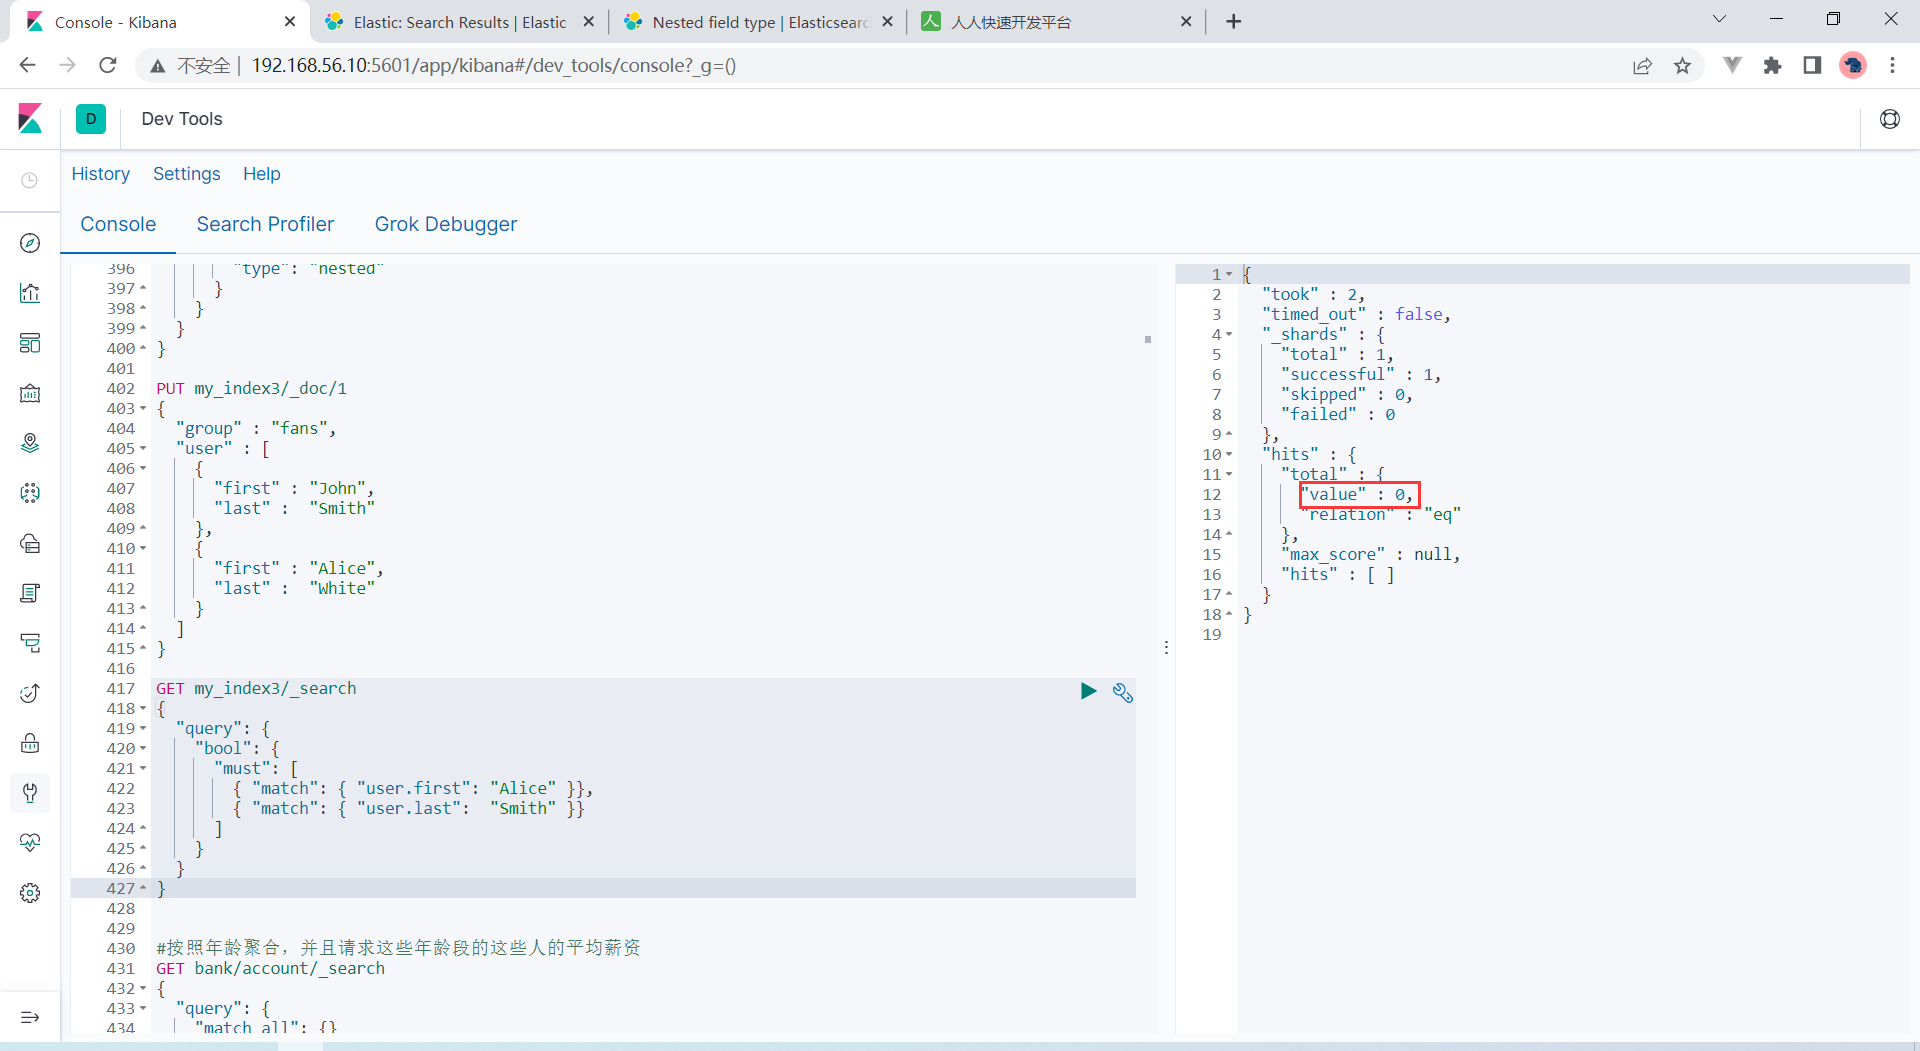 Console - Kibana
Elastic: Search Results | Elastic
Nested field type | Elasticsearc
人人快速开发平台
不安全 | 192.168.56.10:5601/app/kibana#/dev_tools/console?_g=()
D
Dev Tools
History Settings Help
Console Search Profiler Grok Debugger
396 "type": "nested"
397 }
398 }
399 }
400 }
401
402 PUT my_index3/_doc/1
403 {
404 "group" : "fans",
405 "user" : [
406 {
407 "first" : "John",
408 "last" :  "Smith"
409 },
410 {
411 "first" : "Alice",
412 "last" :  "White"
413 }
414 ]
415 }
416
417 GET my_index3/_search
418 {
419 "query": {
420 "bool": {
421 "must": [
422 { "match": { "user.first": "Alice" }},
423 { "match": { "user.last":  "Smith" }}
424 ]
425 }
426 }
427 }
428
429
430 #按照年龄聚合，并且请求这些年龄段的这些人的平均薪资
431 GET bank/account/_search
432 {
433 "query": {
434 "match_all": {}
1 {
2 "took" : 2,
3 "timed_out" : false,
4 "_shards" : {
5 "total" : 1,
6 "successful" : 1,
7 "skipped" : 0,
8 "failed" : 0
9 },
10 "hits" : {
11 "total" : {
12 "value" : 0,
13 "relation" : "eq"
14 },
15 "max_score" : null,
16 "hits" : [ ]
17 }
18 }
19